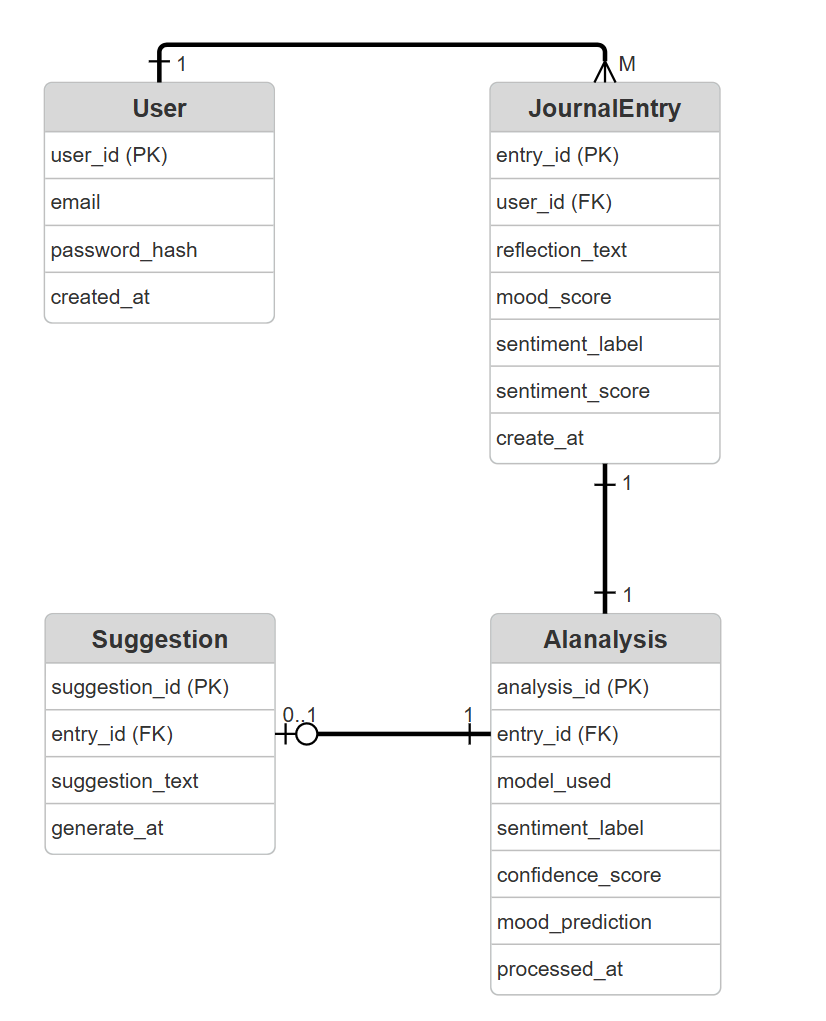 1
M
User
user_id (PK)
email
password_hash
created_at
JournalEntry
entry_id (PK)
user_id (FK)
reflection_text
mood_score
sentiment_label
sentiment_score
create_at
1
1
Suggestion
suggestion_id (PK)
entry_id (FK)
suggestion_text
generate_at
0..1
1
AIanalysis
analysis_id (PK)
entry_id (FK)
model_used
sentiment_label
confidence_score
mood_prediction
processed_at